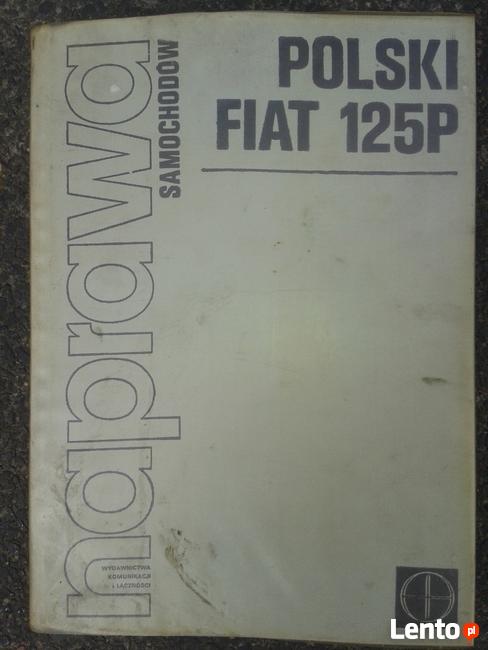 POLSKI
FIAT 125P
naprawa
SAMOCHODÓW
WYDAWNICTWA
KOMUNIKACJI
I ŁĄCZNOŚCI
Lento.pl